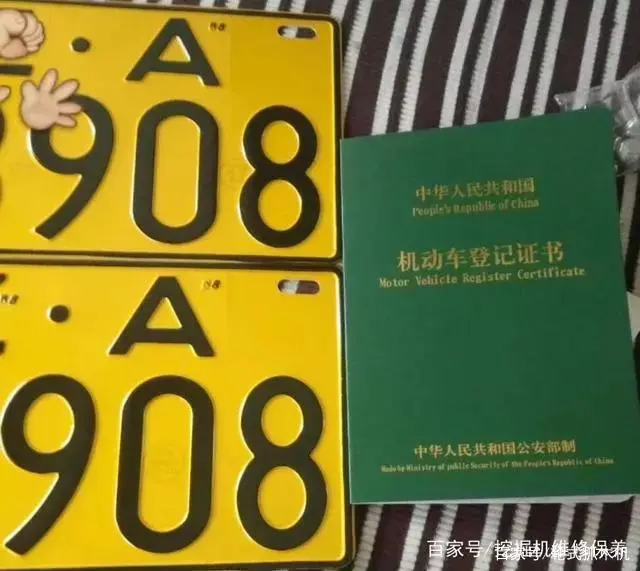 A
908
A
908
中华人民共和国
People's Republic of China
机动车登记证书
Motor Vehicle Register Certificate
中华人民共和国公安部制
Made by Ministry of public Security of the People's Republic of China
百家号/挖掘机维修保养